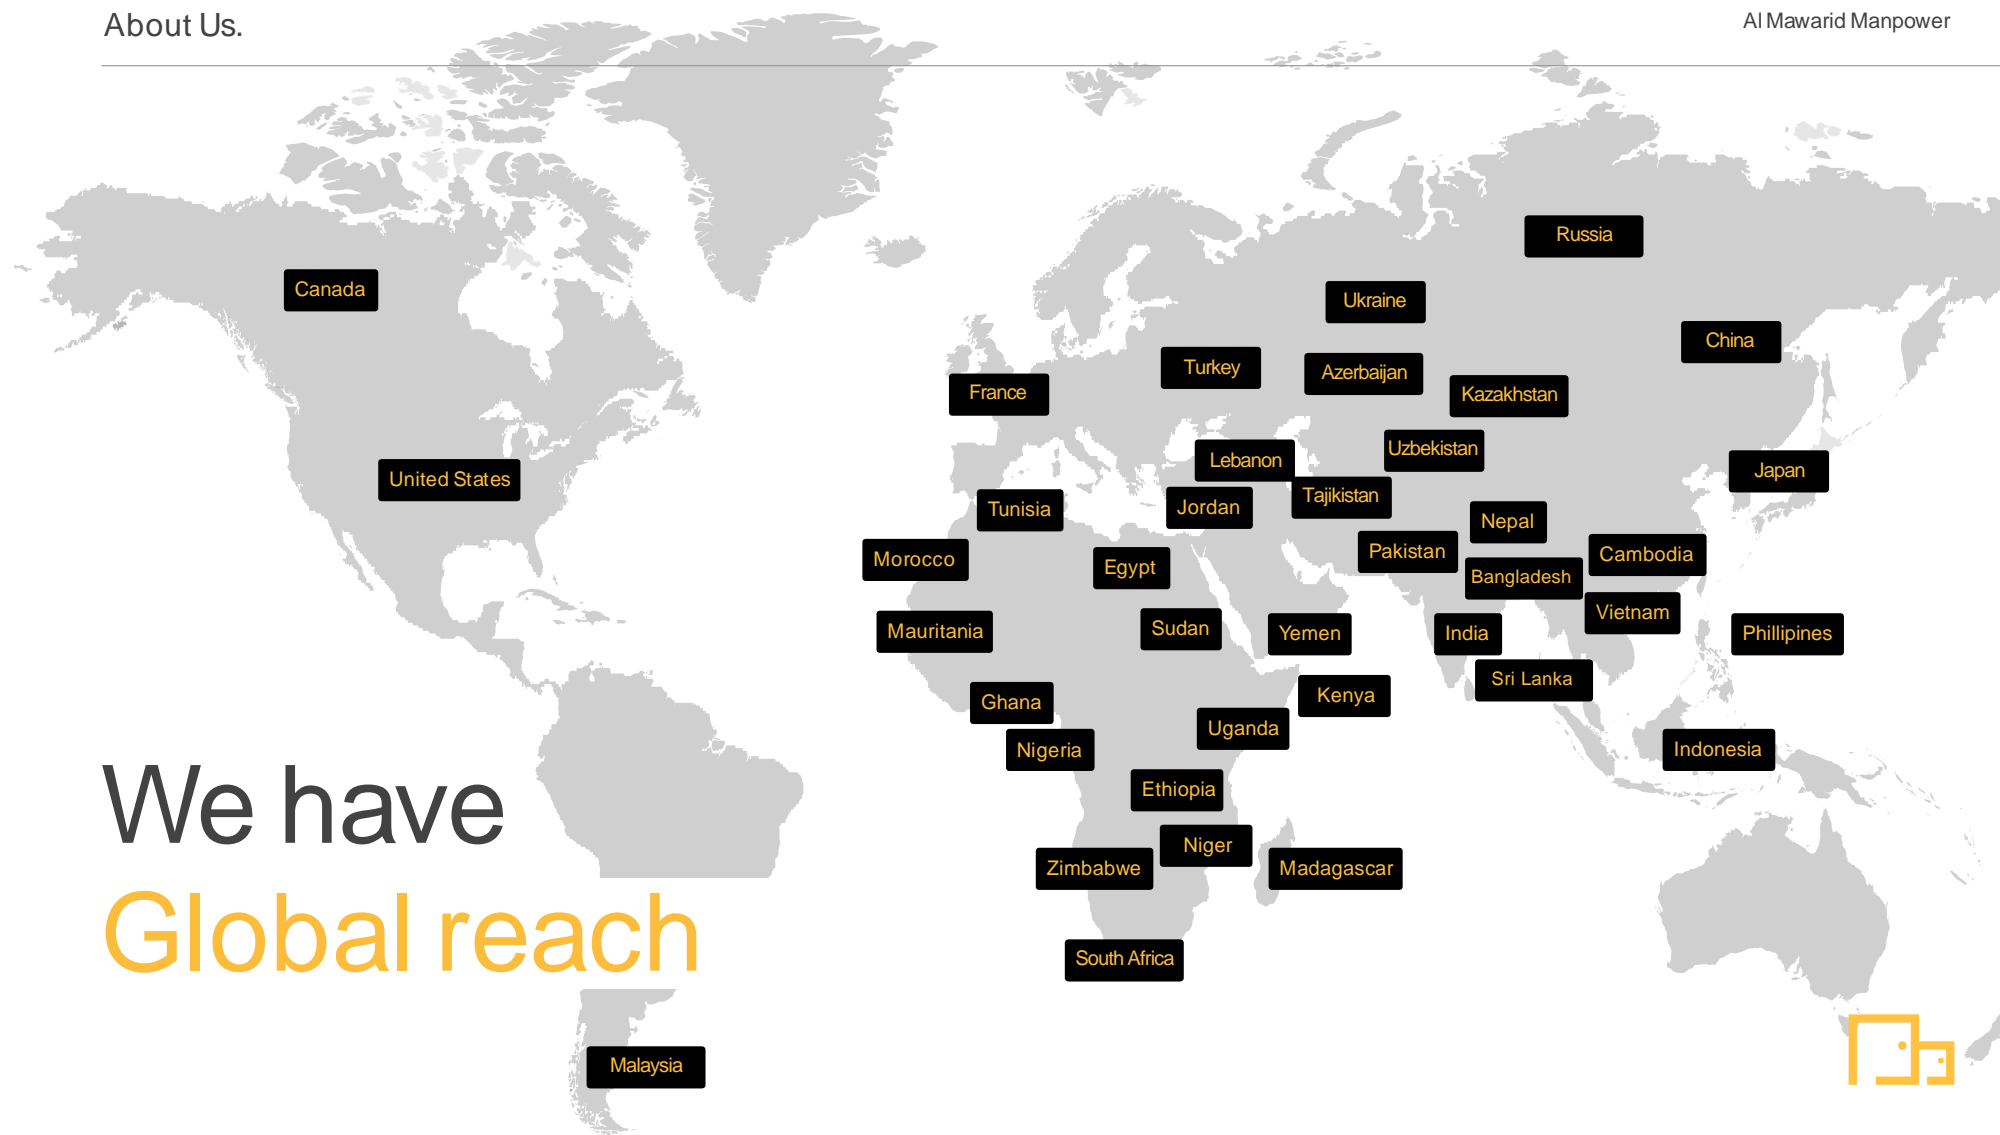 About Us.
Al Mawarid Manpower
Russia
Canada
Ukraine
China
Turkey
Azerbaijan
France
Kazakhstan
Uzbekistan
Lebanon
Japan
United States
Tajikistan
Tunisia
Jordan
Nepal
Pakistan
Cambodia
Morocco
Egypt
Bangladesh
Vietnam
Mauritania
Sudan
Yemen
India
Phillipines
Sri Lanka
Kenya
Ghana
Uganda
Nigeria
Indonesia
Ethiopia
We have
Niger
Zimbabwe
Madagascar
Global reach
South Africa
Malaysia